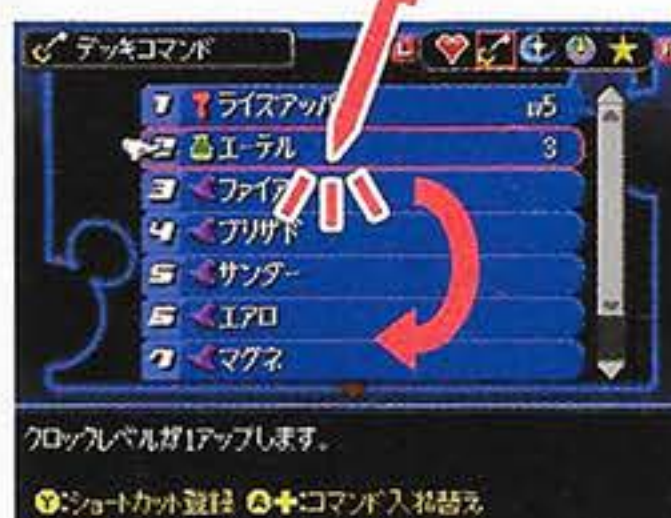 デッキコマンド
L
1 ライズアッパ LV5
2 エーテル 3
3 ファイア
4 ブリザド
5 サンダー
6 エアロ
7 マグネ
クロックレベルが1アップします。
Y:ショートカット登録 A+:コマンド入れ替え